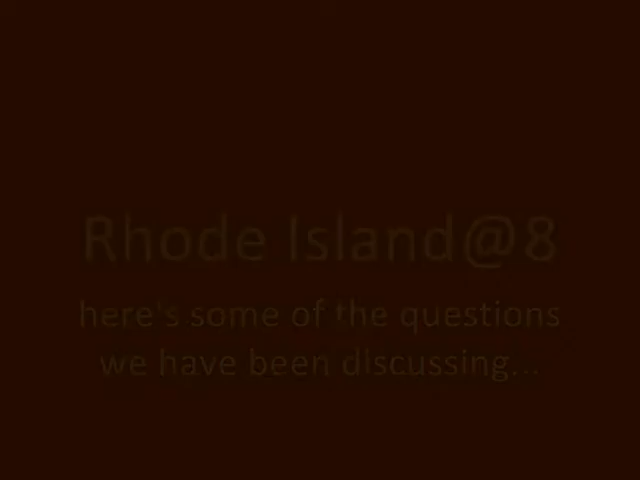 Rhode Island@8
here's some of the questions
we have been discussing...